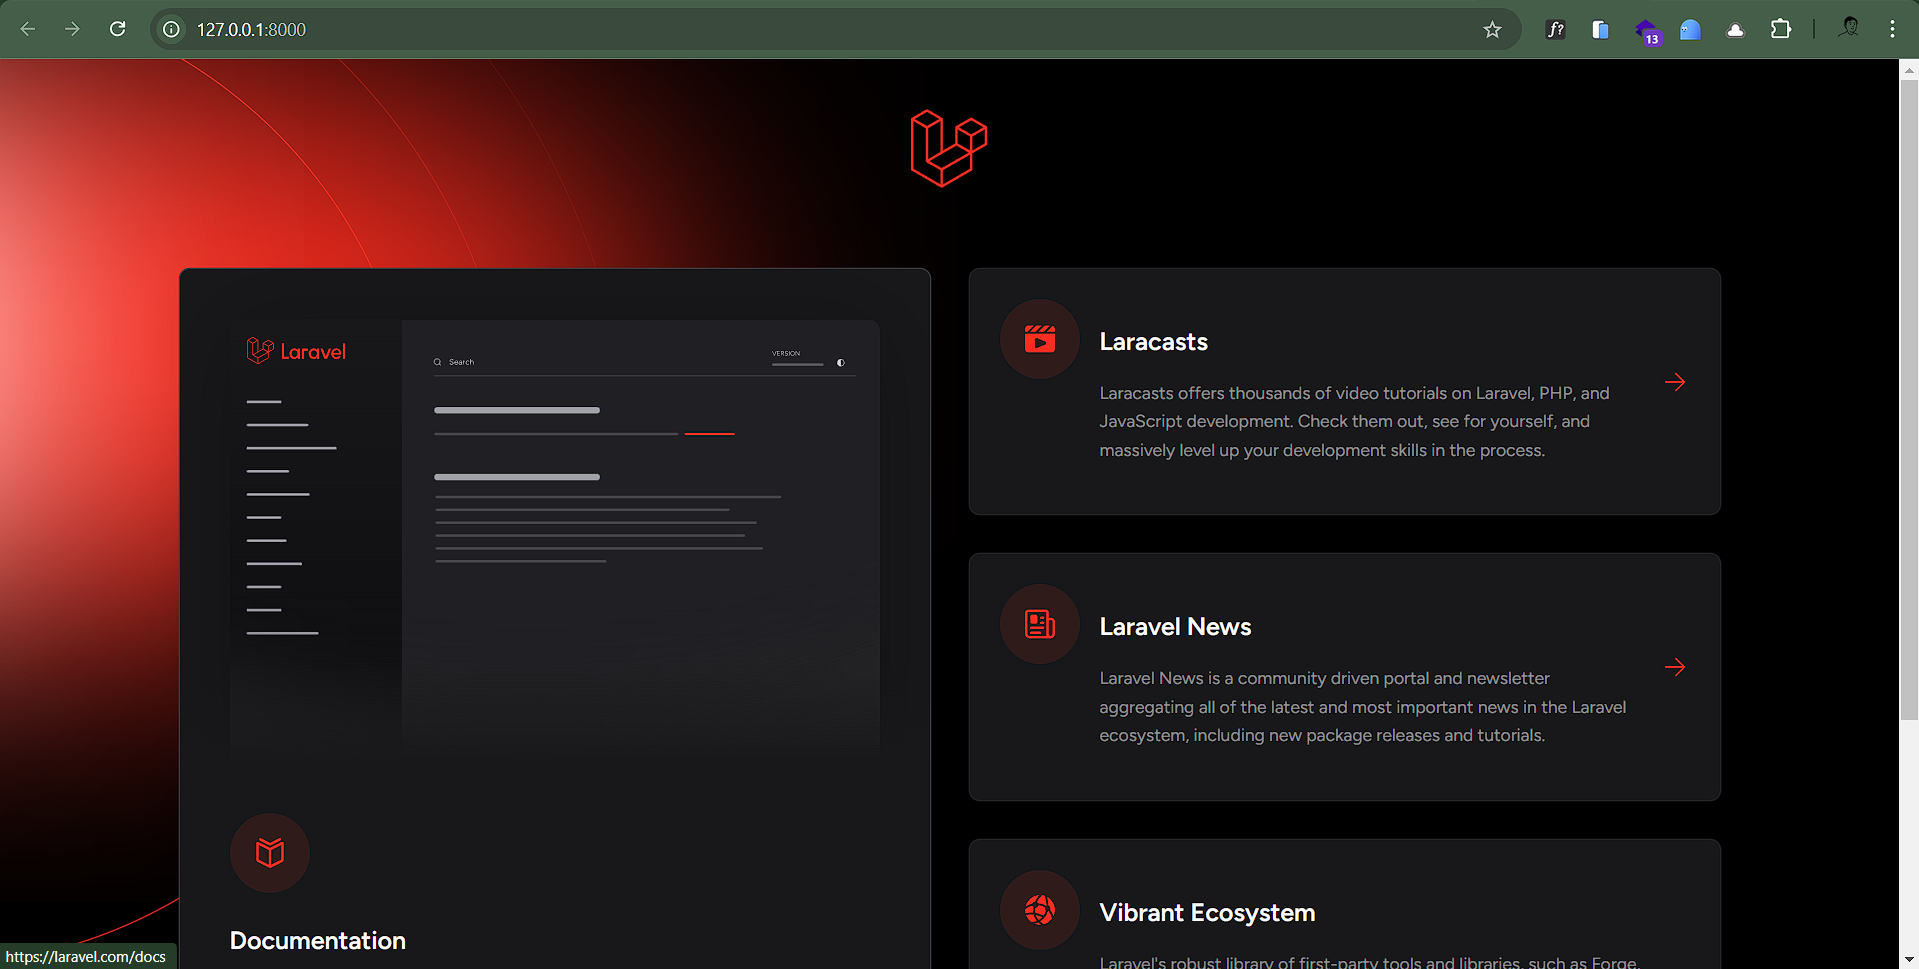 127.0.0.1:8000
13
Laravel
Search
VERSION
Documentation
Laracasts
Laracasts offers thousands of video tutorials on Laravel, PHP, and
JavaScript development. Check them out, see for yourself, and
massively level up your development skills in the process.
Laravel News
Laravel News is a community driven portal and newsletter
aggregating all of the latest and most important news in the Laravel
ecosystem, including new package releases and tutorials.
Vibrant Ecosystem
Laravel's robust library of first-party tools and libraries, such as Forge,
https://laravel.com/docs